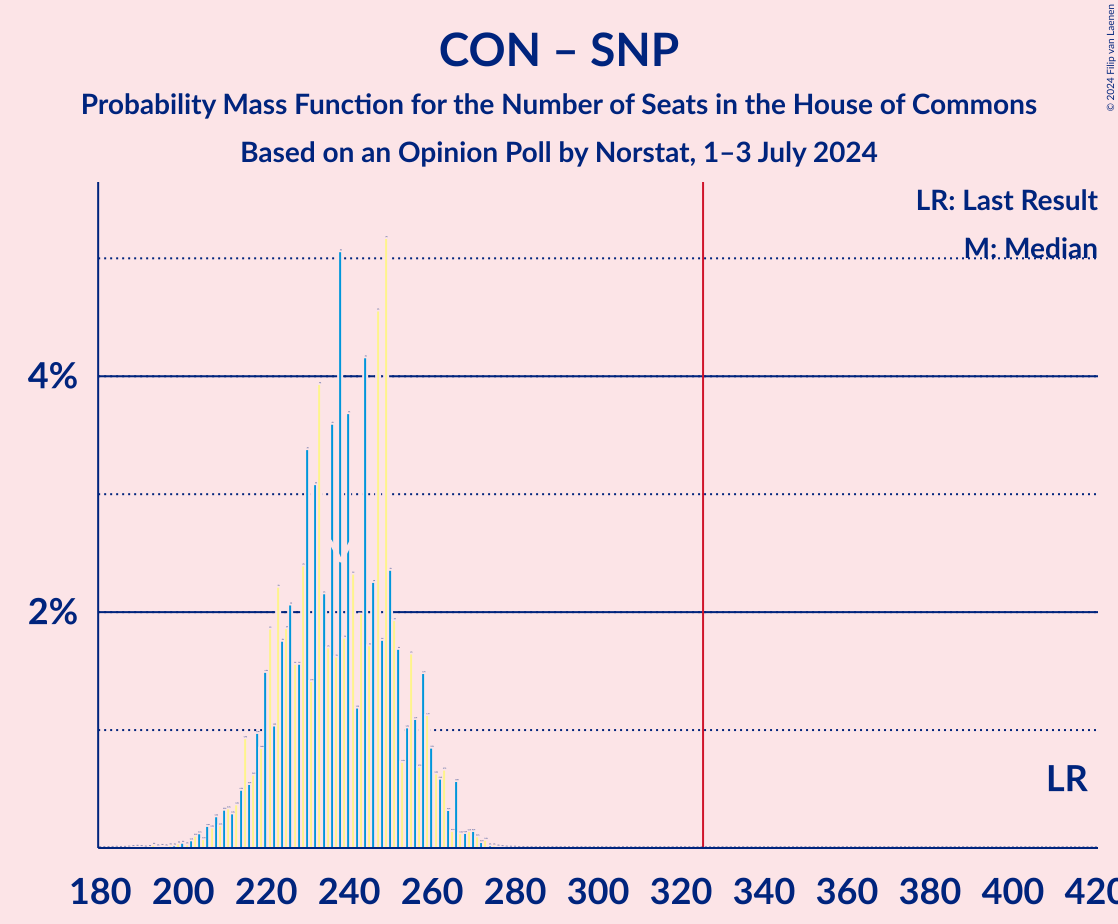 CON – SNP
Probability Mass Function for the Number of Seats in the House of Commons
Based on an Opinion Poll by Norstat, 1–3 July 2024
© 2024 Filip van Laenen
LR: Last Result
M: Median
4%
2%
LR
180 200 220 240 260 280 300 320 340 360 380 400 420